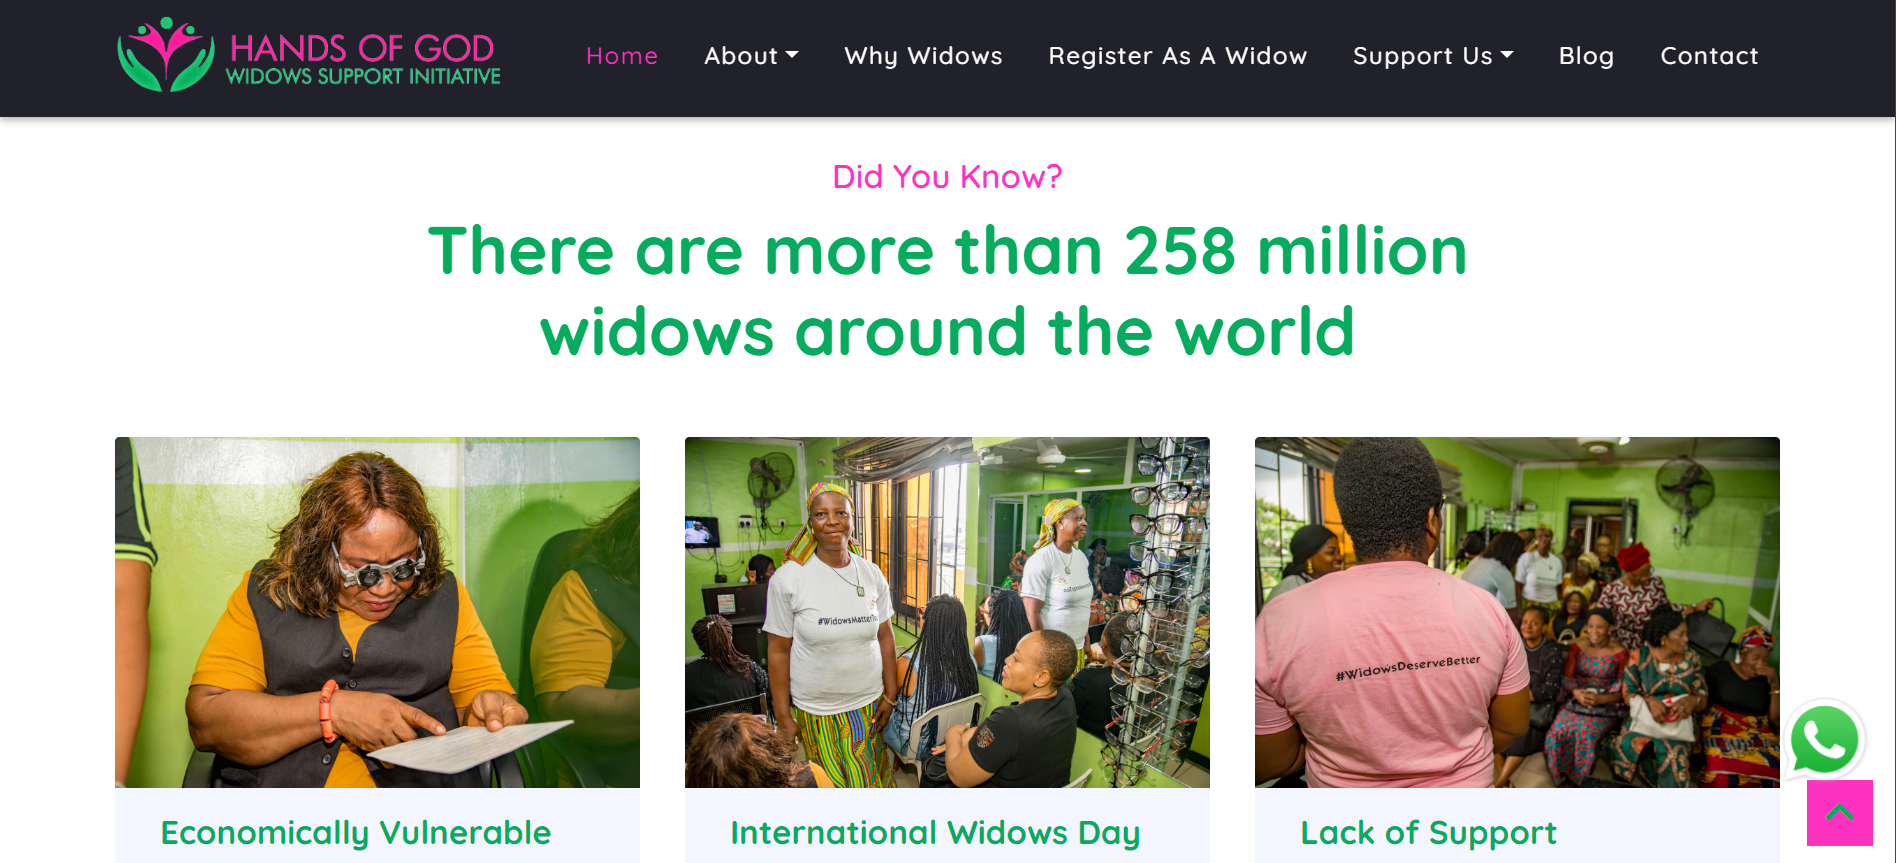 HANDS OF GOD
WIDOWS SUPPORT INITIATIVE
Home
About
Why Widows
Register As A Widow
Support Us
Blog
Contact
Did You Know?
There are more than 258 million
widows around the world
#WidowsMatter
#WidowsDeserveBetter
Economically Vulnerable
International Widows Day
Lack of Support